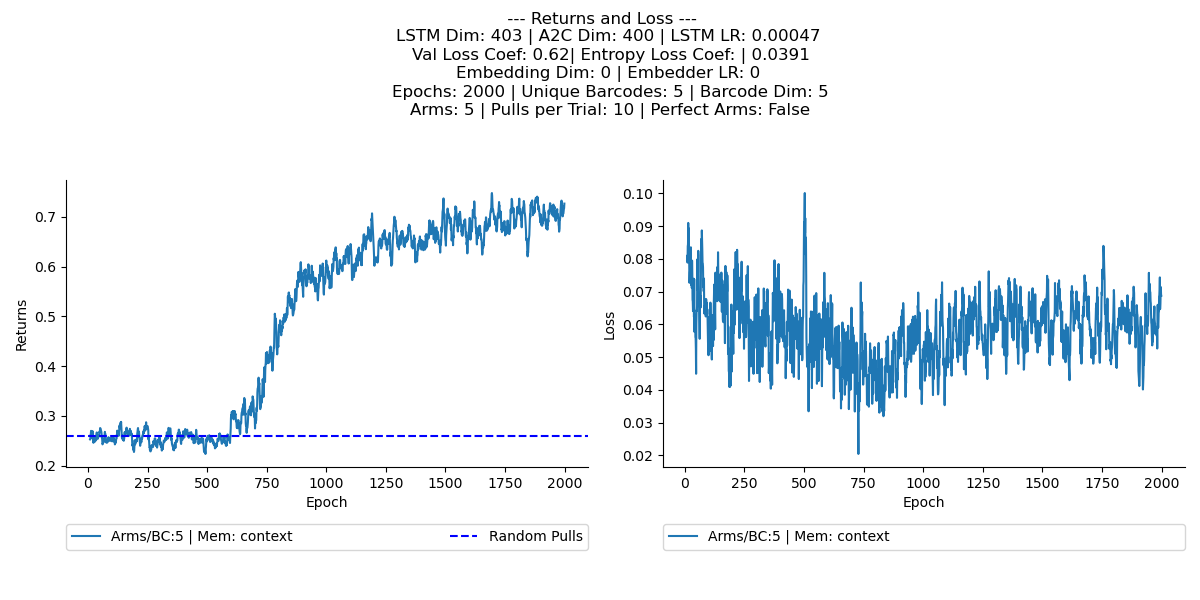 --- Returns and Loss ---
LSTM Dim: 403 | A2C Dim: 400 | LSTM LR: 0.00047
Val Loss Coef: 0.62| Entropy Loss Coef: | 0.0391
Embedding Dim: 0 | Embedder LR: 0
Epochs: 2000 | Unique Barcodes: 5 | Barcode Dim: 5
Arms: 5 | Pulls per Trial: 10 | Perfect Arms: False
Returns
0.7
0.6
0.5
0.4
0.3
0.2
0 250 500 750 1000 1250 1500 1750 2000
Epoch
Arms/BC:5 | Mem: context
Random Pulls
Loss
0.10
0.09
0.08
0.07
0.06
0.05
0.04
0.03
0.02
0 250 500 750 1000 1250 1500 1750 2000
Epoch
Arms/BC:5 | Mem: context